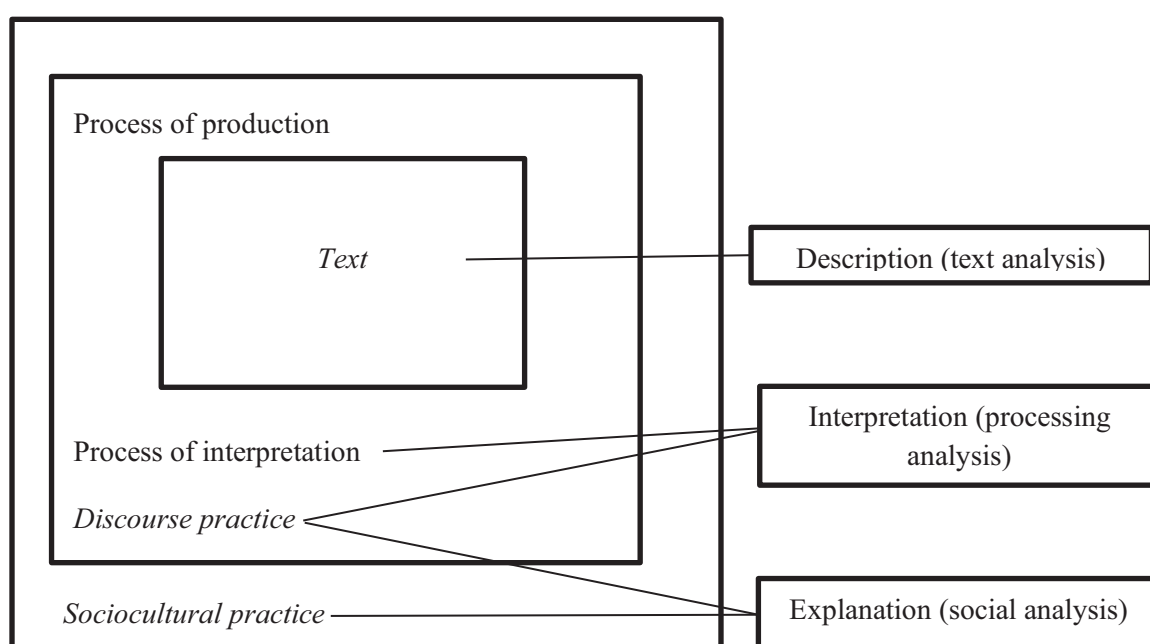 Process of production
Text
Description (text analysis)
Process of interpretation
Interpretation (processing
analysis)
Discourse practice
Sociocultural practice
Explanation (social analysis)